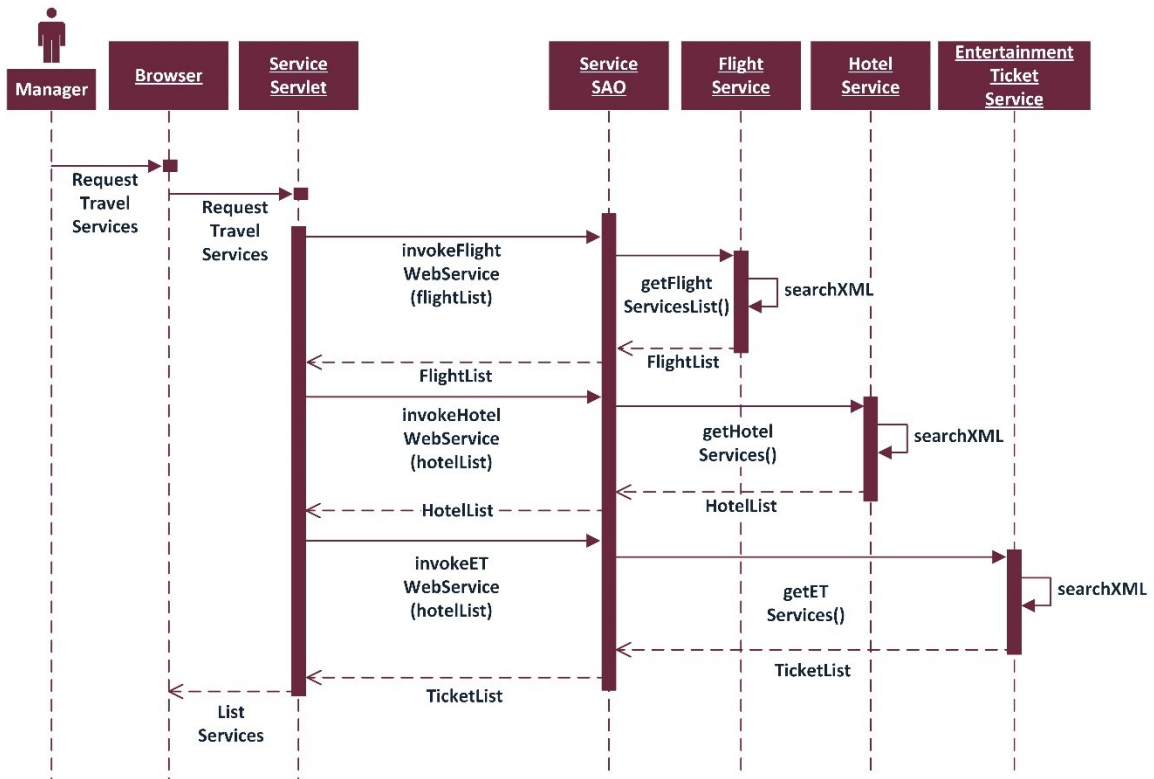 Manager
Browser
Service
Servlet
Service
SAO
Flight
Service
Hotel
Service
Entertainment
Ticket
Service
Request
Travel
Services
Request
Travel
Services
invokeFlight
WebService
(flightList)
getFlight
ServicesList()
searchXML
FlightList
FlightList
invokeHotel
WebService
(hotelList)
getHotel
Services()
searchXML
HotelList
HotelList
invokeET
WebService
(hotelList)
getET
Services()
searchXML
TicketList
TicketList
List
Services